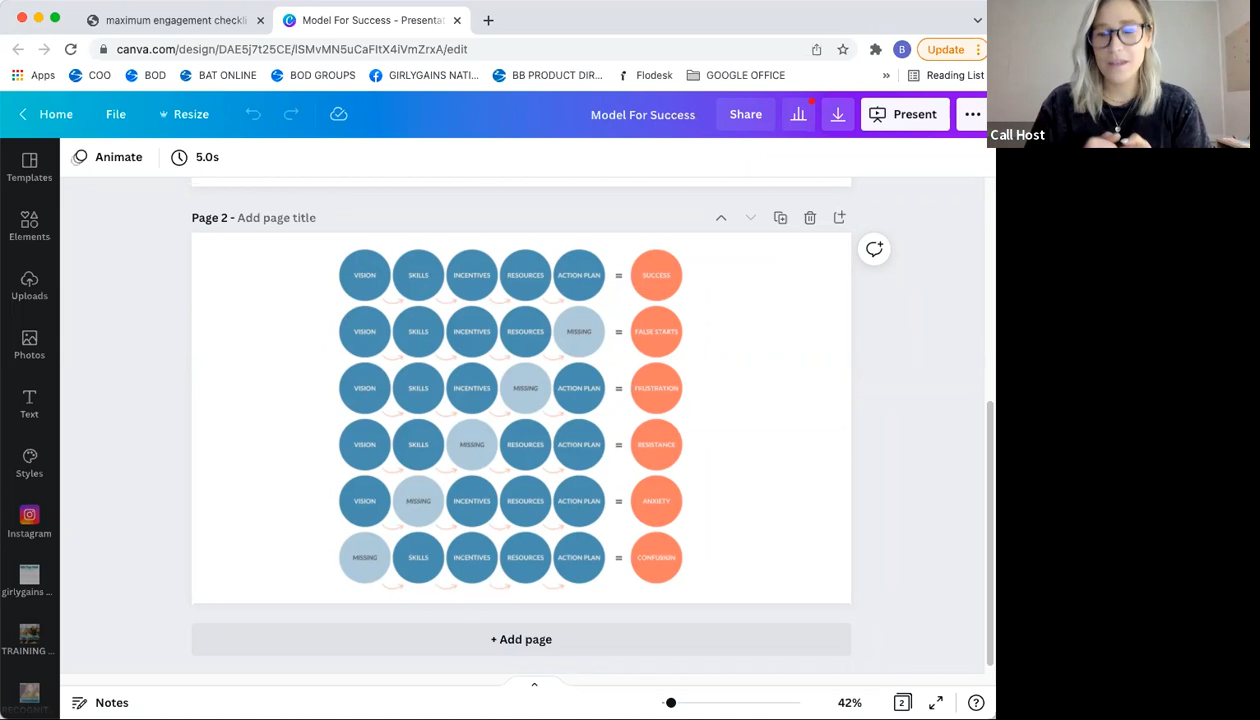 maximum engagement checkli
Model For Success - Presenta
canva.com/design/DAE5j7t25CE/lSMvMN5uCaFltX4iVmZrxA/edit
B
Update
Apps
COO
BOD
BAT ONLINE
BOD GROUPS
GIRLYGAINS NATI...
BB PRODUCT DIR...
Flodesk
GOOGLE OFFICE
»
Reading List
Home
File
Resize
Model For Success
Share
Present
Call Host
Animate
5.0s
Templates
Elements
Uploads
Photos
Text
Styles
Instagram
girlygains ...
TRAINING ...
RECOGNIT
Page 2 - Add page title
VISION SKILLS INCENTIVES RESOURCES ACTION PLAN = SUCCESS
VISION SKILLS INCENTIVES RESOURCES MISSING = FALSE STARTS
VISION SKILLS INCENTIVES MISSING ACTION PLAN = FRUSTRATION
VISION SKILLS MISSING RESOURCES ACTION PLAN = RESISTANCE
VISION MISSING INCENTIVES RESOURCES ACTION PLAN = ANXIETY
MISSING SKILLS INCENTIVES RESOURCES ACTION PLAN = CONFUSION
+ Add page
Notes
42%
2